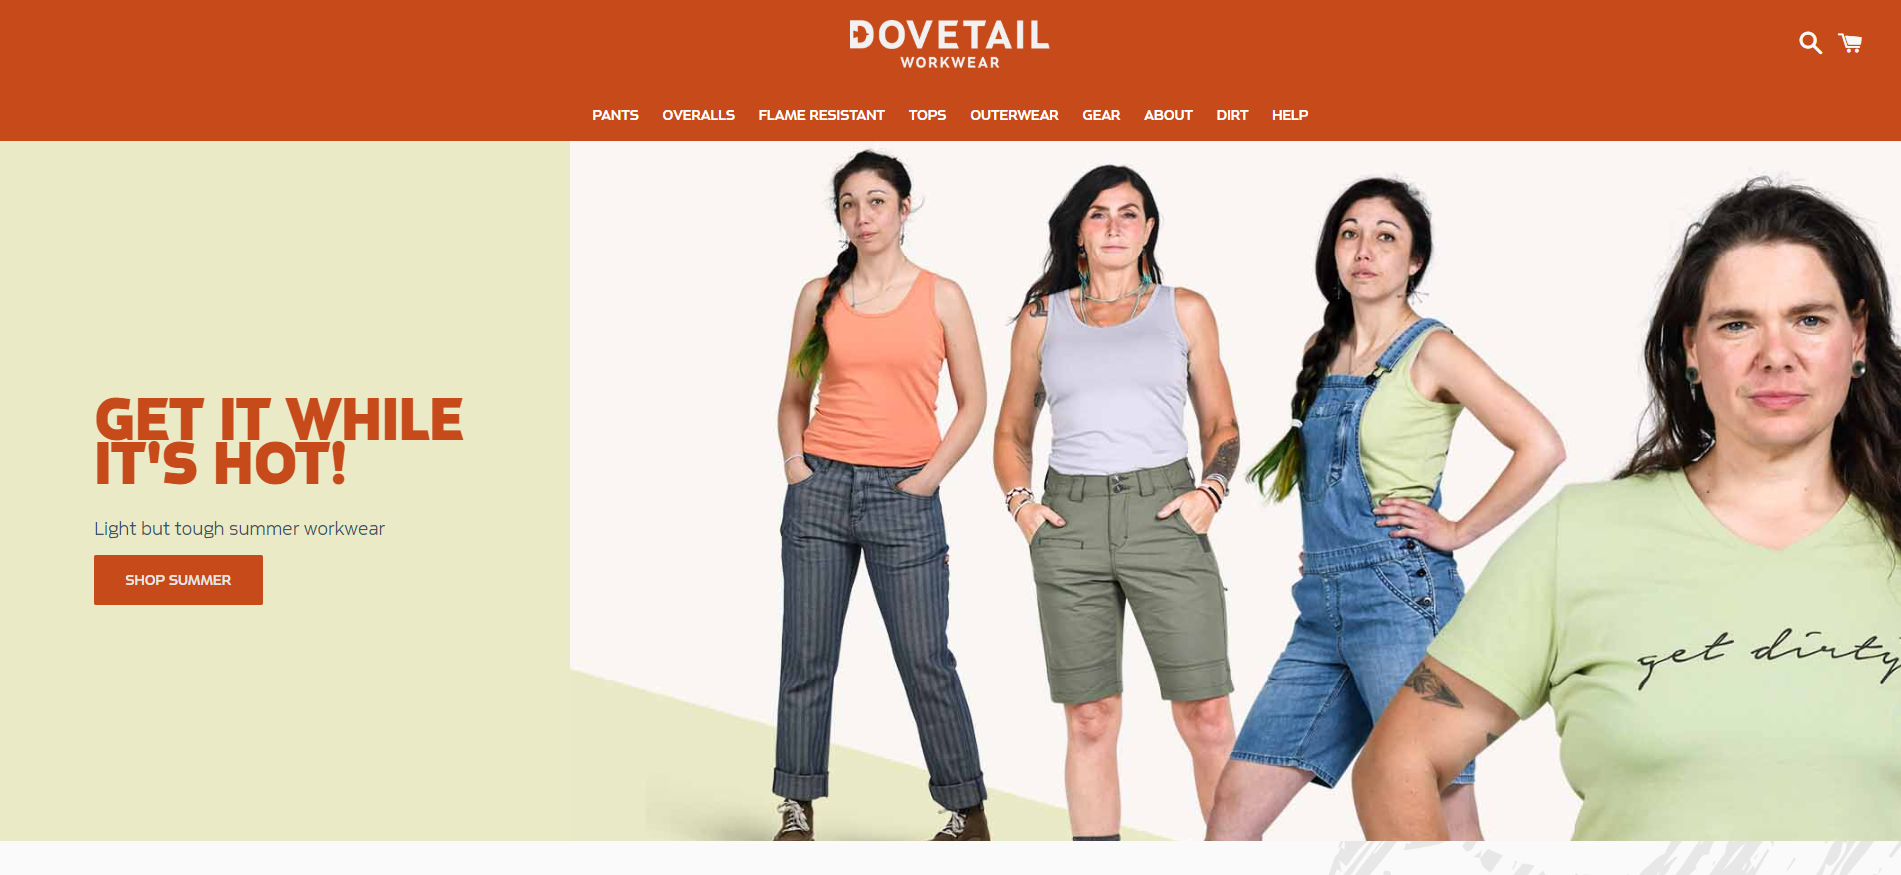 DOVETAIL
WORKWEAR
PANTS OVERALLS FLAME RESISTANT TOPS OUTERWEAR GEAR ABOUT DIRT HELP
GET IT WHILE
IT'S HOT!
Light but tough summer workwear
SHOP SUMMER
get dirty